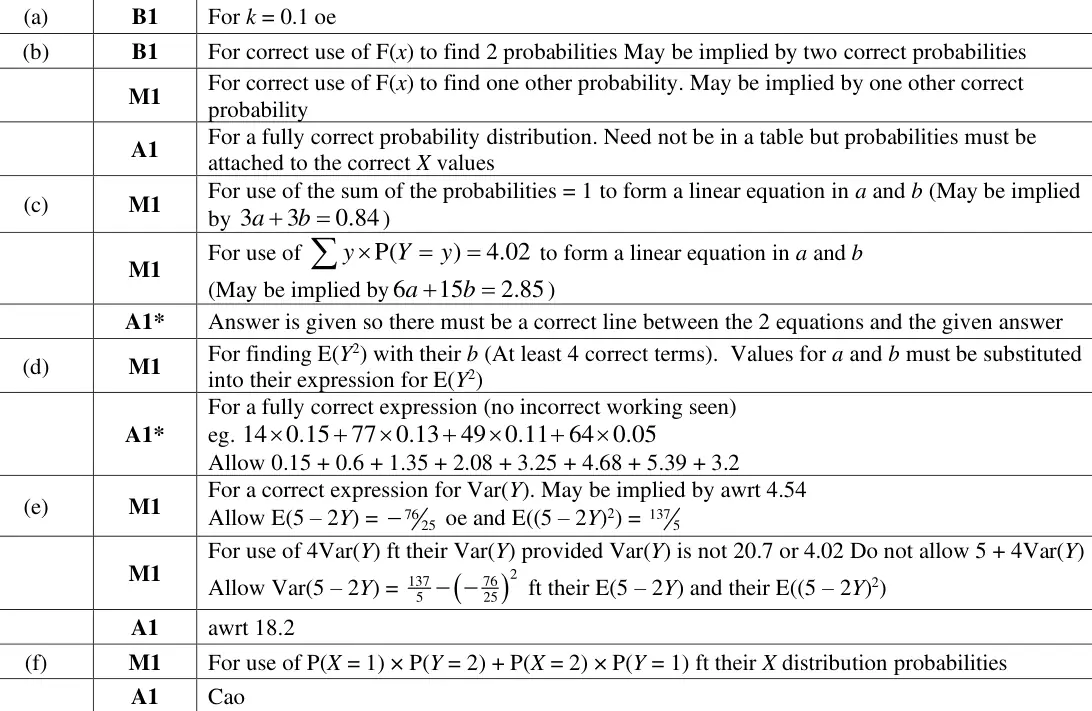 (a) B1 For k = 0.1 oe
(b) B1 For correct use of F(x) to find 2 probabilities May be implied by two correct probabilities
M1 For correct use of F(x) to find one other probability. May be implied by one other correct
probability
A1 For a fully correct probability distribution. Need not be in a table but probabilities must be
attached to the correct X values
(c) M1 For use of the sum of the probabilities = 1 to form a linear equation in a and b (May be implied
by 3a + 3b = 0.84)
M1 For use of ∑ y × P(Y = y) = 4.02 to form a linear equation in a and b
(May be implied by 6a + 15b = 2.85)
A1* Answer is given so there must be a correct line between the 2 equations and the given answer
(d) M1 For finding E(Y²) with their b (At least 4 correct terms). Values for a and b must be substituted
into their expression for E(Y²)
A1* For a fully correct expression (no incorrect working seen)
eg. 14 × 0.15 + 77 × 0.13 + 49 × 0.11 + 64 × 0.05
Allow 0.15 + 0.6 + 1.35 + 2.08 + 3.25 + 4.68 + 5.39 + 3.2
(e) M1 For a correct expression for Var(Y). May be implied by awrt 4.54
Allow E(5 – 2Y) = −76/25 oe and E((5 – 2Y)²) = 137/5
M1 For use of 4Var(Y) ft their Var(Y) provided Var(Y) is not 20.7 or 4.02 Do not allow 5 + 4Var(Y)
Allow Var(5 – 2Y) = 137/5 − (−76/25)² ft their E(5 – 2Y) and their E((5 – 2Y)²)
A1 awrt 18.2
(f) M1 For use of P(X = 1) × P(Y = 2) + P(X = 2) × P(Y = 1) ft their X distribution probabilities
A1 Cao